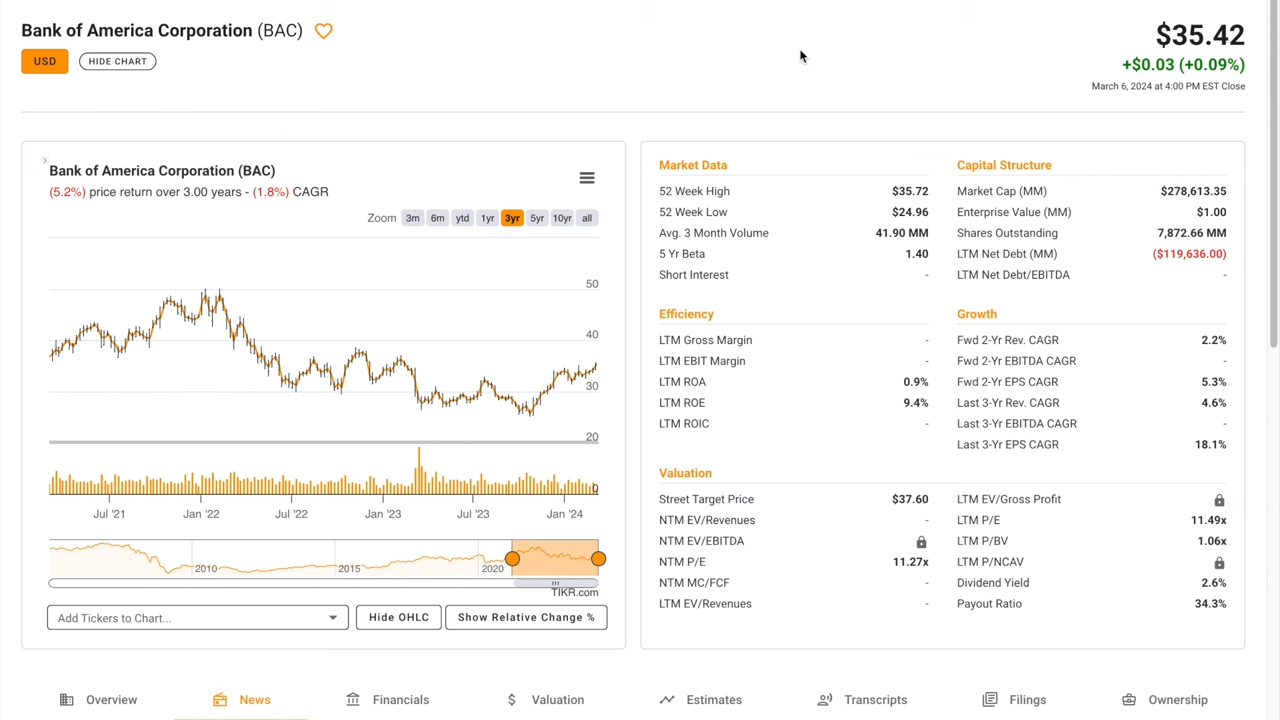 Bank of America Corporation (BAC)
USD
HIDE CHART
$35.42
+$0.03 (+0.09%)
March 6, 2024 at 4:00 PM EST Close
Bank of America Corporation (BAC)
(5.2%) price return over 3.00 years - (1.8%) CAGR
Zoom 3m 6m ytd 1yr 3yr 5yr 10yr all
50
40
30
20
0
Jul '21 Jan '22 Jul '22 Jan '23 Jul '23 Jan '24
2010 2015 2020
TIKR.com
Add Tickers to Chart...
Hide OHLC
Show Relative Change %
Market Data
52 Week High $35.72
52 Week Low $24.96
Avg. 3 Month Volume 41.90 MM
5 Yr Beta 1.40
Short Interest -
Capital Structure
Market Cap (MM) $278,613.35
Enterprise Value (MM) $1.00
Shares Outstanding 7,872.66 MM
LTM Net Debt (MM) ($119,636.00)
LTM Net Debt/EBITDA -
Efficiency
LTM Gross Margin -
LTM EBIT Margin -
LTM ROA 0.9%
LTM ROE 9.4%
LTM ROIC -
Growth
Fwd 2-Yr Rev. CAGR 2.2%
Fwd 2-Yr EBITDA CAGR -
Fwd 2-Yr EPS CAGR 5.3%
Last 3-Yr Rev. CAGR 4.6%
Last 3-Yr EBITDA CAGR -
Last 3-Yr EPS CAGR 18.1%
Valuation
Street Target Price $37.60
NTM EV/Revenues -
NTM EV/EBITDA
NTM P/E 11.27x
NTM MC/FCF -
LTM EV/Revenues -
LTM EV/Gross Profit
LTM P/E 11.49x
LTM P/BV 1.06x
LTM P/NCAV
Dividend Yield 2.6%
Payout Ratio 34.3%
Overview
News
Financials
$ Valuation
Estimates
Transcripts
Filings
Ownership